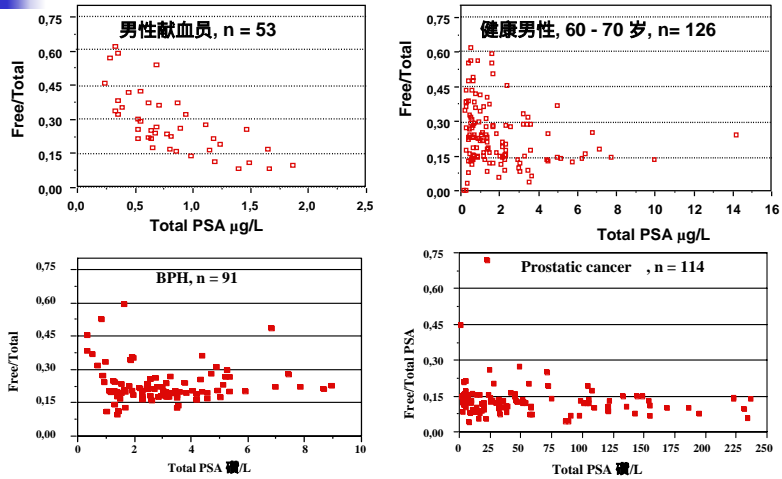 男性献血员, n = 53
Free/Total
0,75
0,60
0,45
0,30
0,15
0,00
0,0 0,5 1,0 1,5 2,0 2,5
Total PSA µg/L
健康男性, 60 - 70 岁, n= 126
Free/Total
0,75
0,60
0,45
0,30
0,15
0,00
0 2 4 6 8 10 12 14 16
Total PSA µg/L
BPH, n = 91
Free/Total
0,75
0,60
0,45
0,30
0,15
0,00
0 2 4 6 8 10
Total PSA 磺/L
Prostatic cancer , n = 114
Free/Total PSA
0,75
0,60
0,45
0,30
0,15
0,00
0 25 50 75 100 125 150 175 200 225 250
Total PSA 磺/L